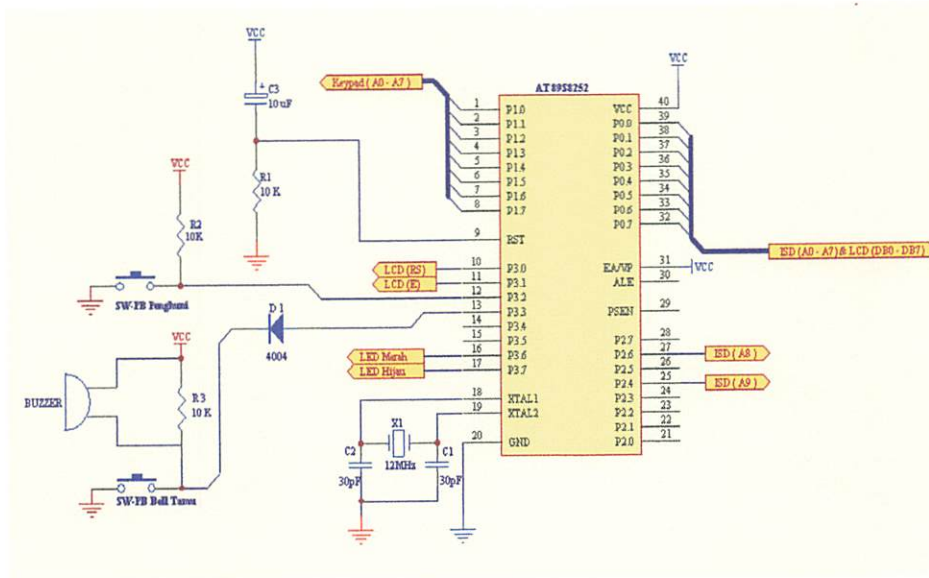 VCC
C3
10 uF
R1
10 K
VCC
R2
10K
SW-PB Penghuni
VCC
R3
10 K
BUZZER
SW-PB Bell Tamu
D 1
4004
Keypad ( A0 - A7 )
LCD (RS)
LCD (E)
LED Merah
LED Hijau
X1
12MHz
C2
30pF
C1
30pF
AT89S8252
1 P1.0
2 P1.1
3 P1.2
4 P1.3
5 P1.4
6 P1.5
7 P1.6
8 P1.7
9 RST
10 P3.0
11 P3.1
12 P3.2
13 P3.3
14 P3.4
15 P3.5
16 P3.6
17 P3.7
18 XTAL1
19 XTAL2
20 GND
VCC
VCC 40
P0.0 39
P0.1 38
P0.2 37
P0.3 36
P0.4 35
P0.5 34
P0.6 33
P0.7 32
EA/VP 31
VCC
ALE 30
PSEN 29
P2.7 28
P2.6 27
P2.5 26
P2.4 25
P2.3 24
P2.2 23
P2.1 22
P2.0 21
ISD (A0 - A7) & LCD (DB0 - DB7)
ISD ( A8 )
ISD ( A9 )